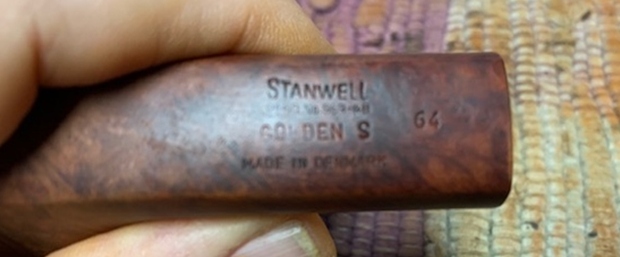 STANWELL
GOLDEN S
64
MADE IN DENMARK